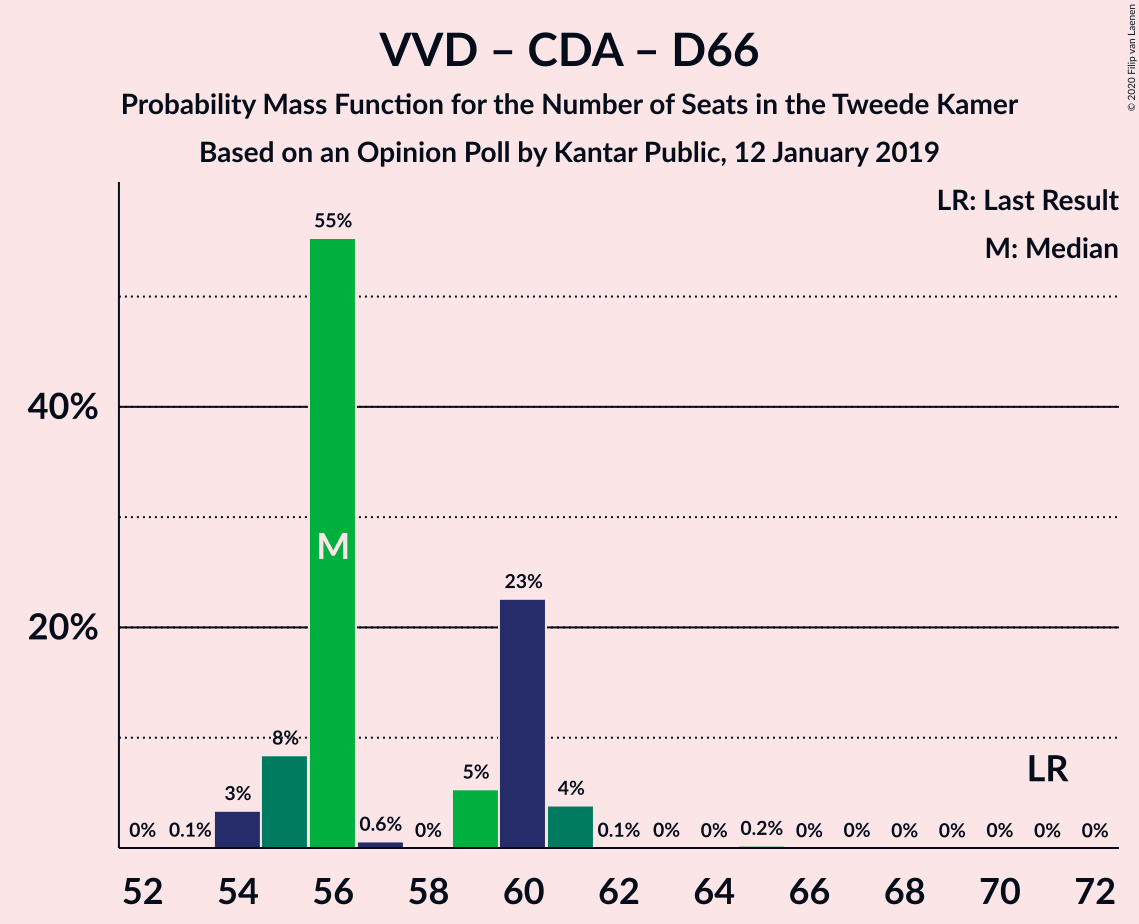 VVD – CDA – D66
Probability Mass Function for the Number of Seats in the Tweede Kamer
Based on an Opinion Poll by Kantar Public, 12 January 2019
© 2020 Filip van Laenen
LR: Last Result
M: Median
55%
40%
M
23%
20%
8%
LR
5%
3%
4%
0% 0.1% 0.6% 0% 0.1% 0% 0% 0.2% 0% 0% 0% 0% 0% 0% 0%
52 54 56 58 60 62 64 66 68 70 72